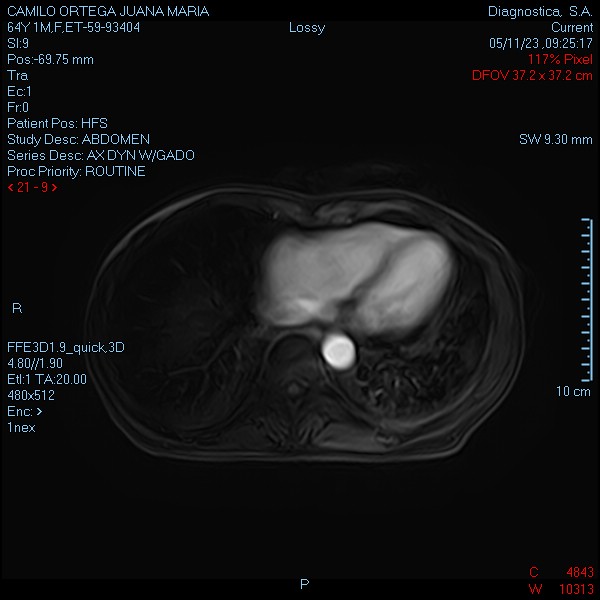 CAMILO ORTEGA JUANA MARIA
64Y 1M,F,ET-59-93404
Sl:9
Pos:-69.75 mm
Tra
Ec:1
Fr:0
Patient Pos: HFS
Study Desc: ABDOMEN
Series Desc: AX DYN W/GADO
Proc Priority: ROUTINE
< 21 - 9 >
Lossy
Diagnostica, S.A.
Current
05/11/23 ,09:25:17
117% Pixel
DFOV 37.2 x 37.2 cm
SW 9.30 mm
R
FFE3D1.9_quick,3D
4.80//1.90
Etl:1 TA:20.00
480x512
Enc: >
1nex
10 cm
P
C 4843
W 10313